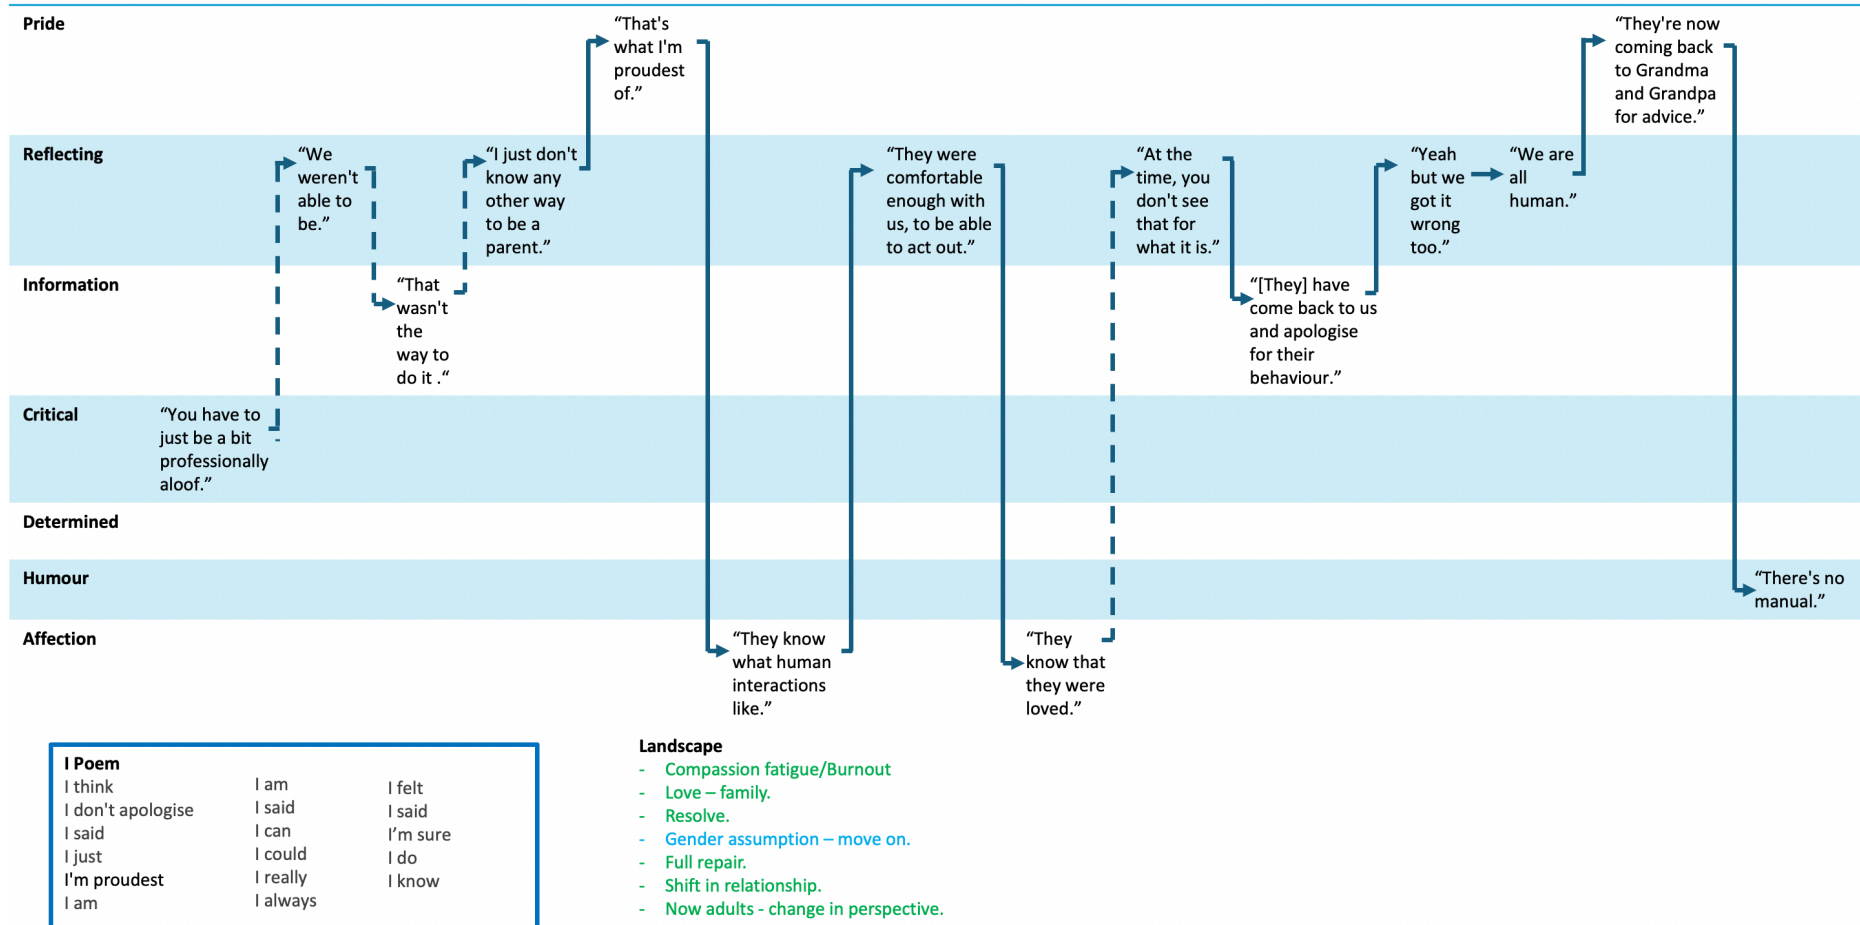 Pride
“That's
what I'm
proudest
of.”
“They're now
coming back
to Grandma
and Grandpa
for advice.”
Reflecting
“We
weren't
able to
be.”
“I just don't
know any
other way
to be a
parent.”
“They were
comfortable
enough with
us, to be able
to act out.”
“At the
time, you
don't see
that for
what it is.”
“Yeah
but we
got it
wrong
too.”
“We are
all
human.”
Information
“That
wasn't
the
way to
do it .“
“[They] have
come back to us
and apologise
for their
behaviour.”
Critical
“You have to
just be a bit
professionally
aloof.”
Determined
Humour
“There's no
manual.”
Affection
“They know
what human
interactions
like.”
“They
know that
they were
loved.”
I Poem
I think
I don't apologise
I said
I just
I'm proudest
I am
I am
I said
I can
I could
I really
I always
I felt
I said
I’m sure
I do
I know
Landscape
- Compassion fatigue/Burnout
- Love – family.
- Resolve.
- Gender assumption – move on.
- Full repair.
- Shift in relationship.
- Now adults - change in perspective.